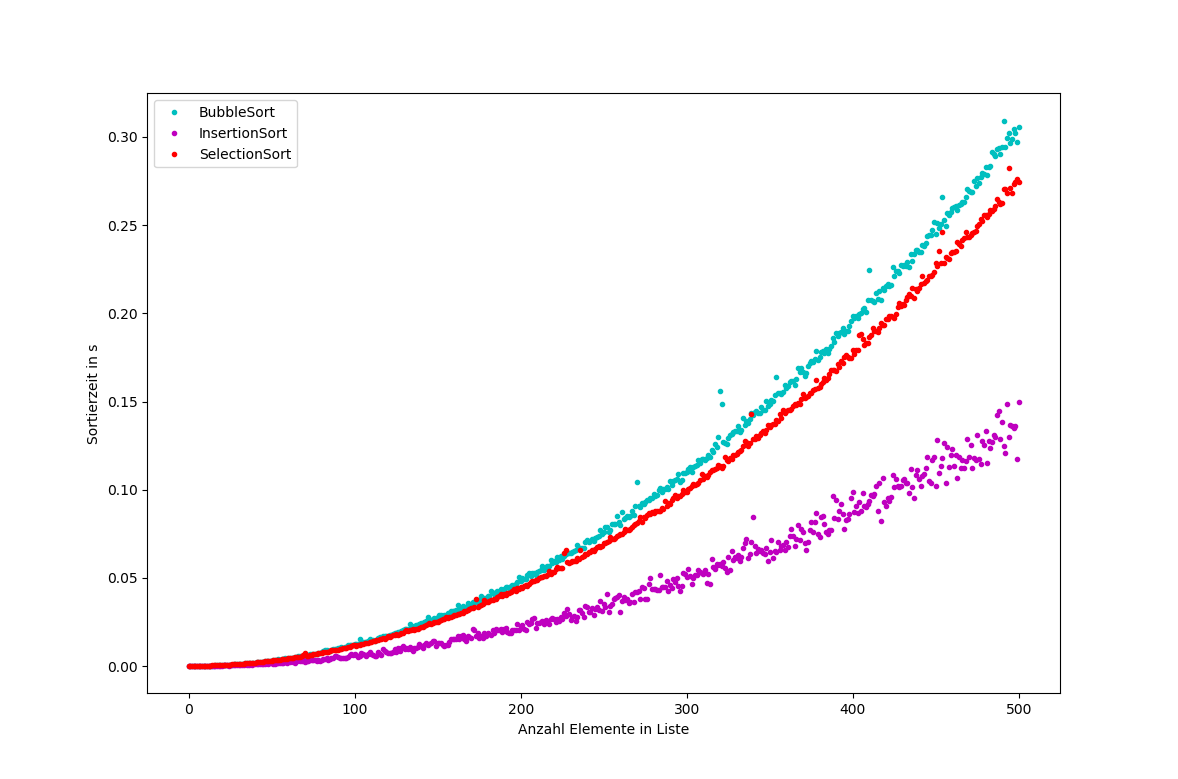 BubbleSort
InsertionSort
SelectionSort
0.30
0.25
0.20
0.15
0.10
0.05
0.00
Sortierzeit in s
0 100 200 300 400 500
Anzahl Elemente in Liste